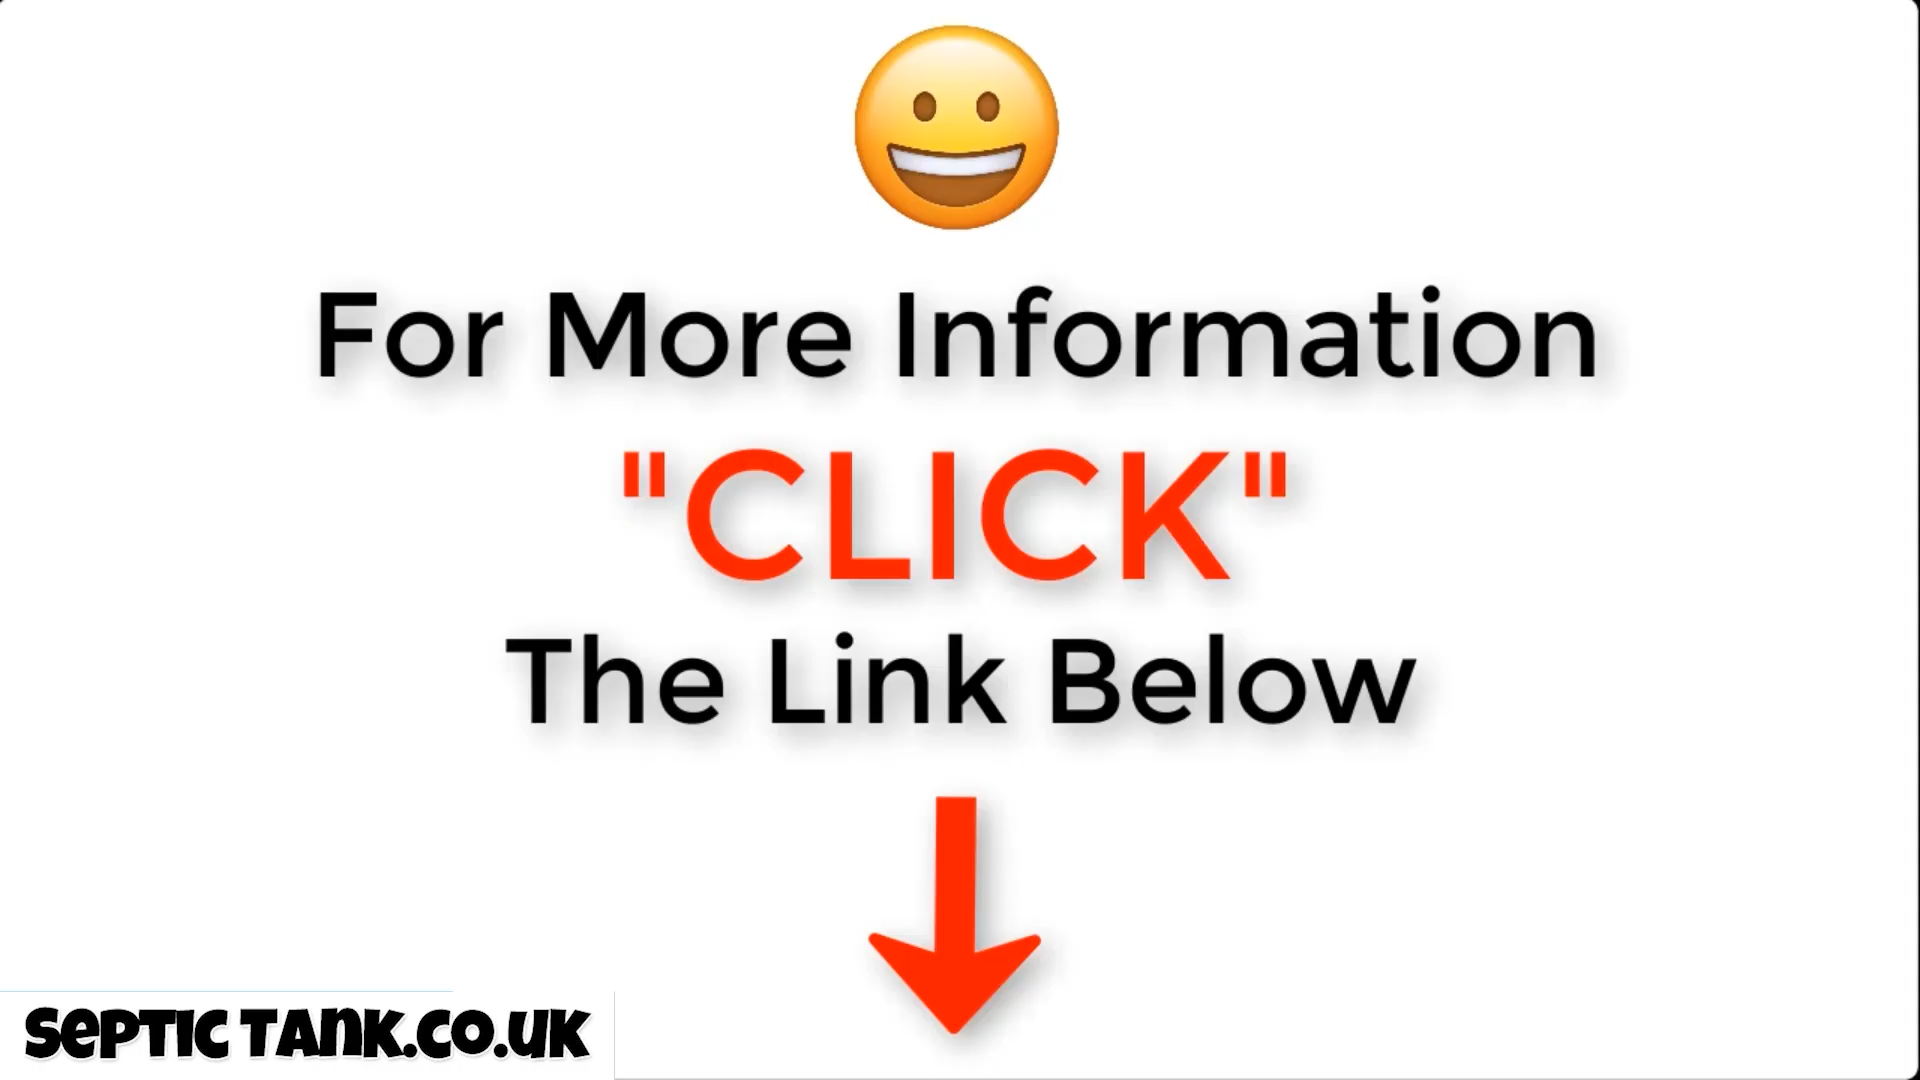 For More Information
"CLICK"
The Link Below
SEPTIC TANK.CO.UK